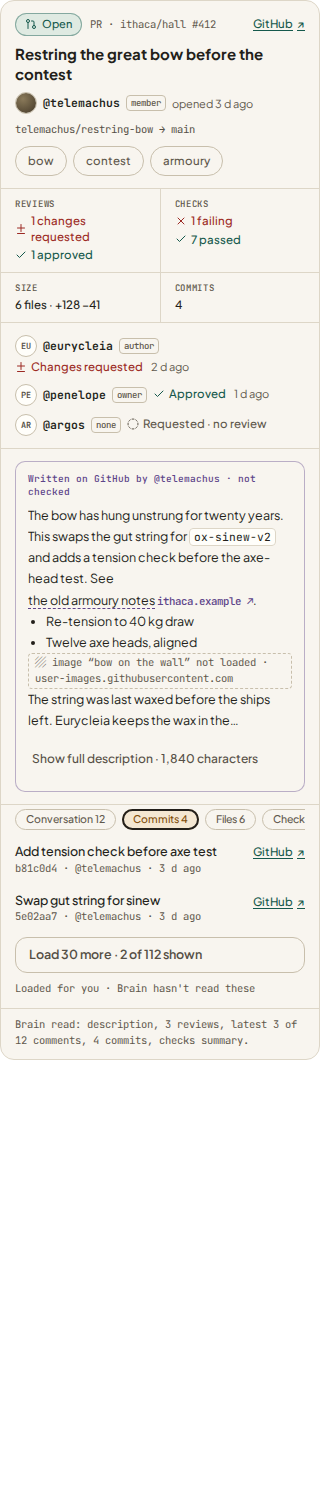 Open PR · ithaca/hall #412 GitHub ↗
Restring the great bow before the
contest
@telemachus member opened 3 d ago
telemachus/restring-bow → main
bow contest armoury
REVIEWS
± 1 changes
requested
✓ 1 approved
CHECKS
× 1 failing
✓ 7 passed
SIZE
6 files · +128 −41
COMMITS
4
EU @eurycleia author
± Changes requested 2 d ago
PE @penelope owner ✓ Approved 1 d ago
AR @argos none Requested · no review
Written on GitHub by @telemachus · not
checked
The bow has hung unstrung for twenty years.
This swaps the gut string for ox-sinew-v2
and adds a tension check before the axe-
head test. See
the old armoury notes ithaca.example ↗.
• Re-tension to 40 kg draw
• Twelve axe heads, aligned
image “bow on the wall” not loaded ·
user-images.githubusercontent.com
The string was last waxed before the ships
left. Eurycleia keeps the wax in the…
Show full description · 1,840 characters
Conversation 12 Commits 4 Files 6 Check
Add tension check before axe test GitHub ↗
b81c0d4 · @telemachus · 3 d ago
Swap gut string for sinew GitHub ↗
5e02aa7 · @telemachus · 3 d ago
Load 30 more · 2 of 112 shown
Loaded for you · Brain hasn't read these
Brain read: description, 3 reviews, latest 3 of
12 comments, 4 commits, checks summary.